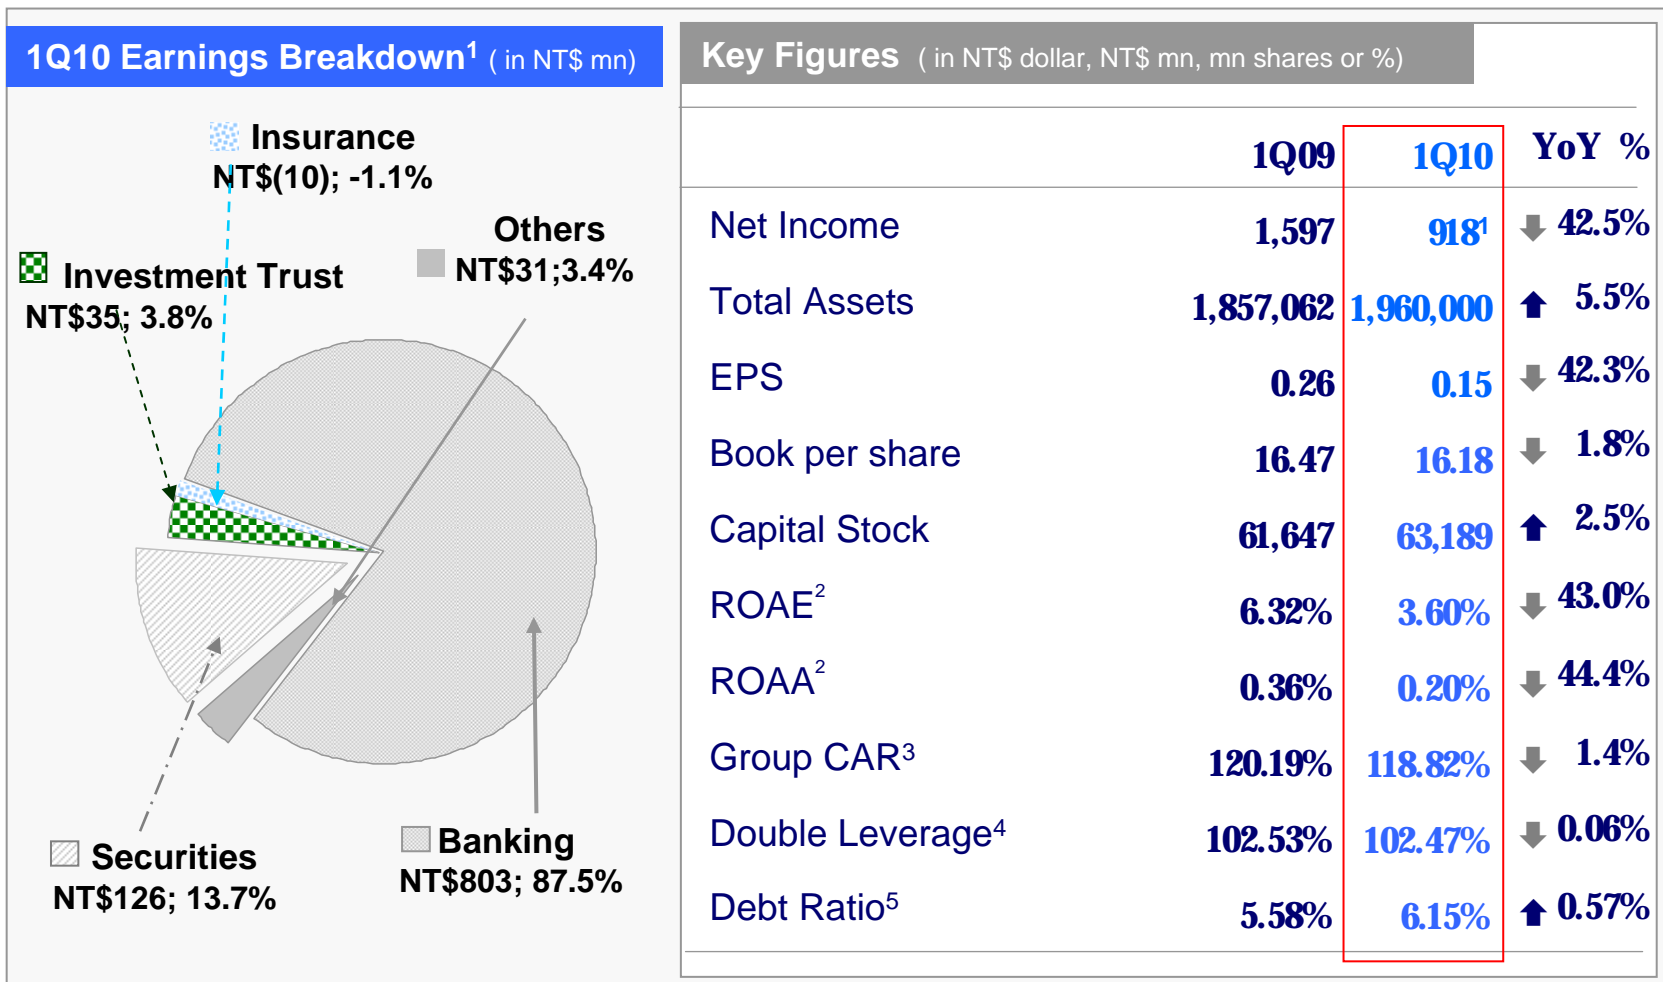 1Q10 Earnings Breakdown1 ( in NT$ mn)
Insurance
NT$(10); -1.1%
Others
NT$31;3.4%
Investment Trust
NT$35; 3.8%
Securities
NT$126; 13.7%
Banking
NT$803; 87.5%
Key Figures ( in NT$ dollar, NT$ mn, mn shares or %)
1Q09 1Q10 YoY %
Net Income 1,597 918¹ 42.5%
Total Assets 1,857,062 1,960,000 5.5%
EPS 0.26 0.15 42.3%
Book per share 16.47 16.18 1.8%
Capital Stock 61,647 63,189 2.5%
ROAE² 6.32% 3.60% 43.0%
ROAA² 0.36% 0.20% 44.4%
Group CAR³ 120.19% 118.82% 1.4%
Double Leverage⁴ 102.53% 102.47% 0.06%
Debt Ratio⁵ 5.58% 6.15% 0.57%